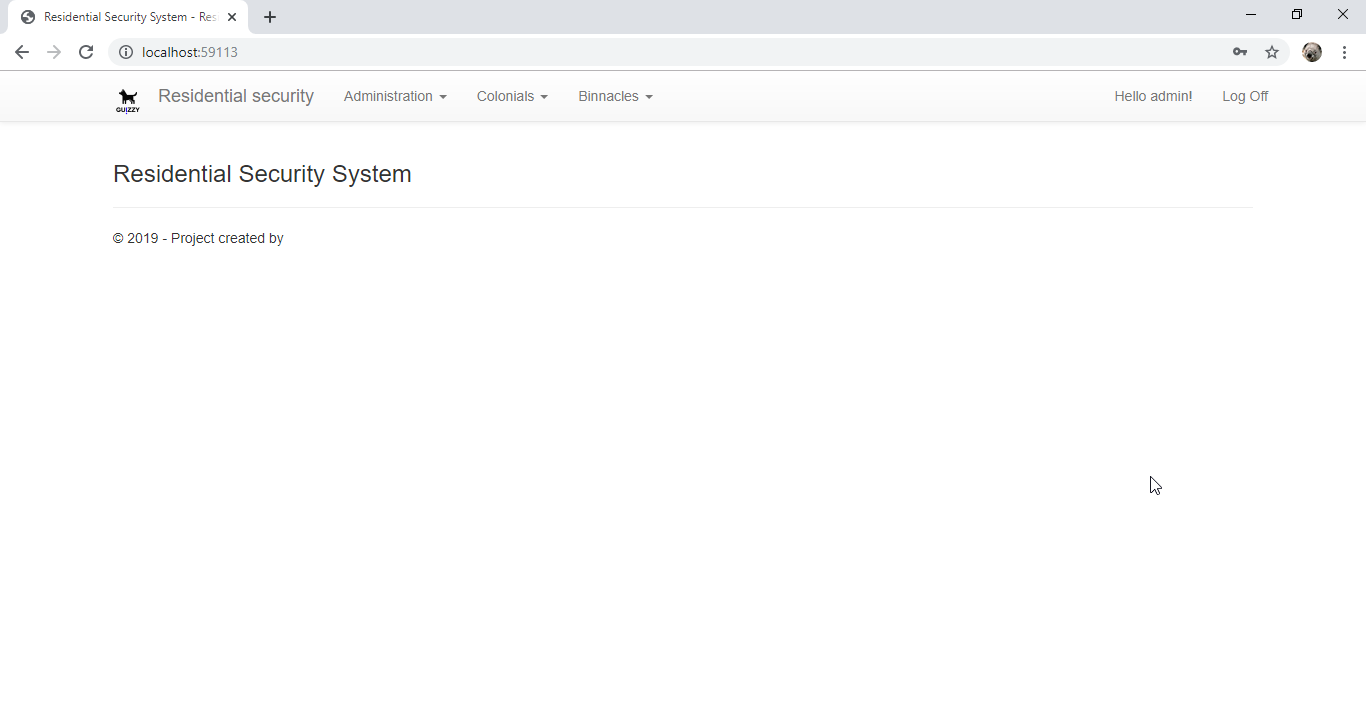 Residential Security System - Res
localhost:59113
GUIZZY
Residential security
Administration
Colonials
Binnacles
Hello admin!
Log Off
Residential Security System
© 2019 - Project created by